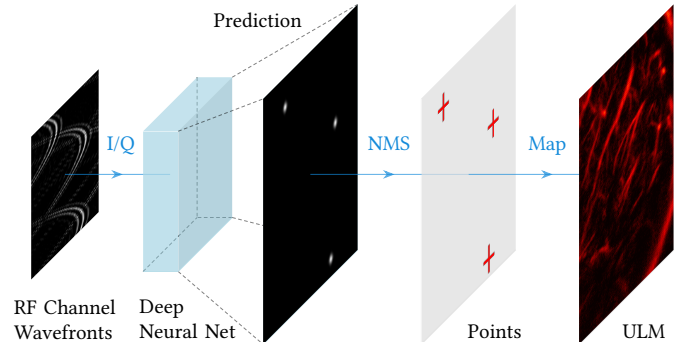 Prediction
I/Q
NMS
Map
RF Channel
Wavefronts
Deep
Neural Net
Points
ULM